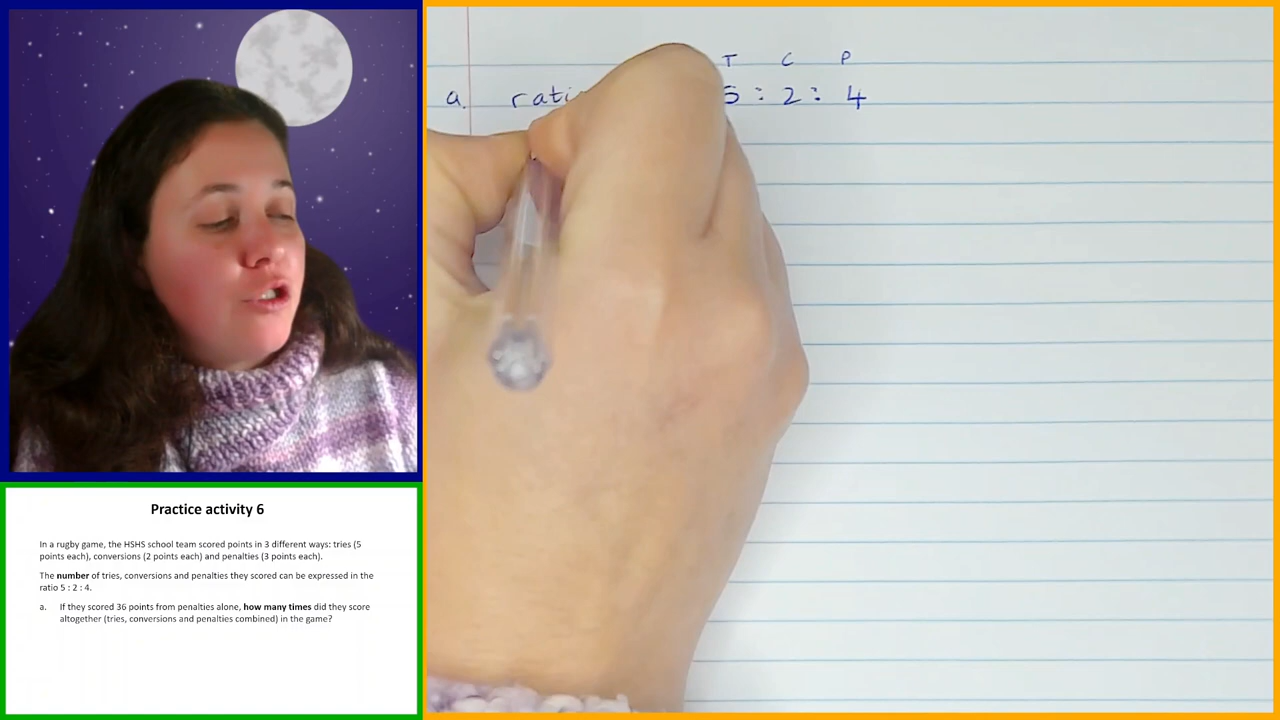 T C P
a. 5 : 2 : 4
Practice activity 6
In a rugby game, the HSHS school team scored points in 3 different ways: tries (5
points each), conversions (2 points each) and penalties (3 points each).
The number of tries, conversions and penalties they scored can be expressed in the
ratio 5 : 2 : 4.
a. If they scored 36 points from penalties alone, how many times did they score
altogether (tries, conversions and penalties combined) in the game?